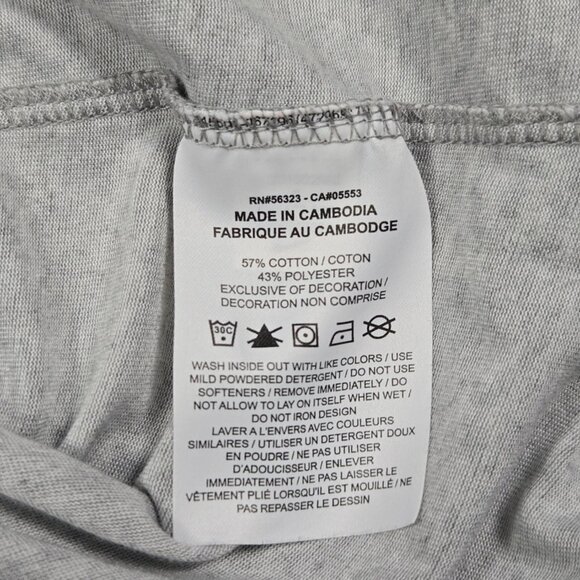 RN#56323 - CA#05553
MADE IN CAMBODIA
FABRIQUE AU CAMBODGE
57% COTTON / COTON
43% POLYESTER
EXCLUSIVE OF DECORATION /
DECORATION NON COMPRISE
30C
WASH INSIDE OUT WITH LIKE COLORS / USE
MILD POWDERED DETERGENT / DO NOT USE
SOFTENERS / REMOVE IMMEDIATELY / DO
NOT ALLOW TO LAY ON ITSELF WHEN WET /
DO NOT IRON DESIGN
LAVER A L'ENVERS AVEC COULEURS
SIMILAIRES / UTILISER UN DETERGENT DOUX
EN POUDRE / NE PAS UTILISER
D'ADOUCISSEUR / ENLEVER
IMMEDIATEMENT / NE PAS LAISSER LE
VÊTEMENT PLIÉ LORSQU'IL EST MOUILLÉ / NE
PAS REPASSER LE DESSIN